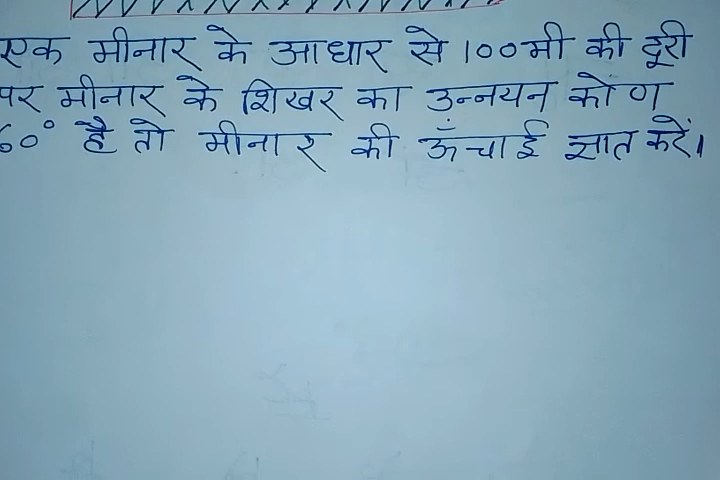 एक मीनार के आधार से 100मी की दूरी
पर मीनार के शिखर का उन्नयन कोण
60° है तो मीनार की ऊँचाई ज्ञात करें।